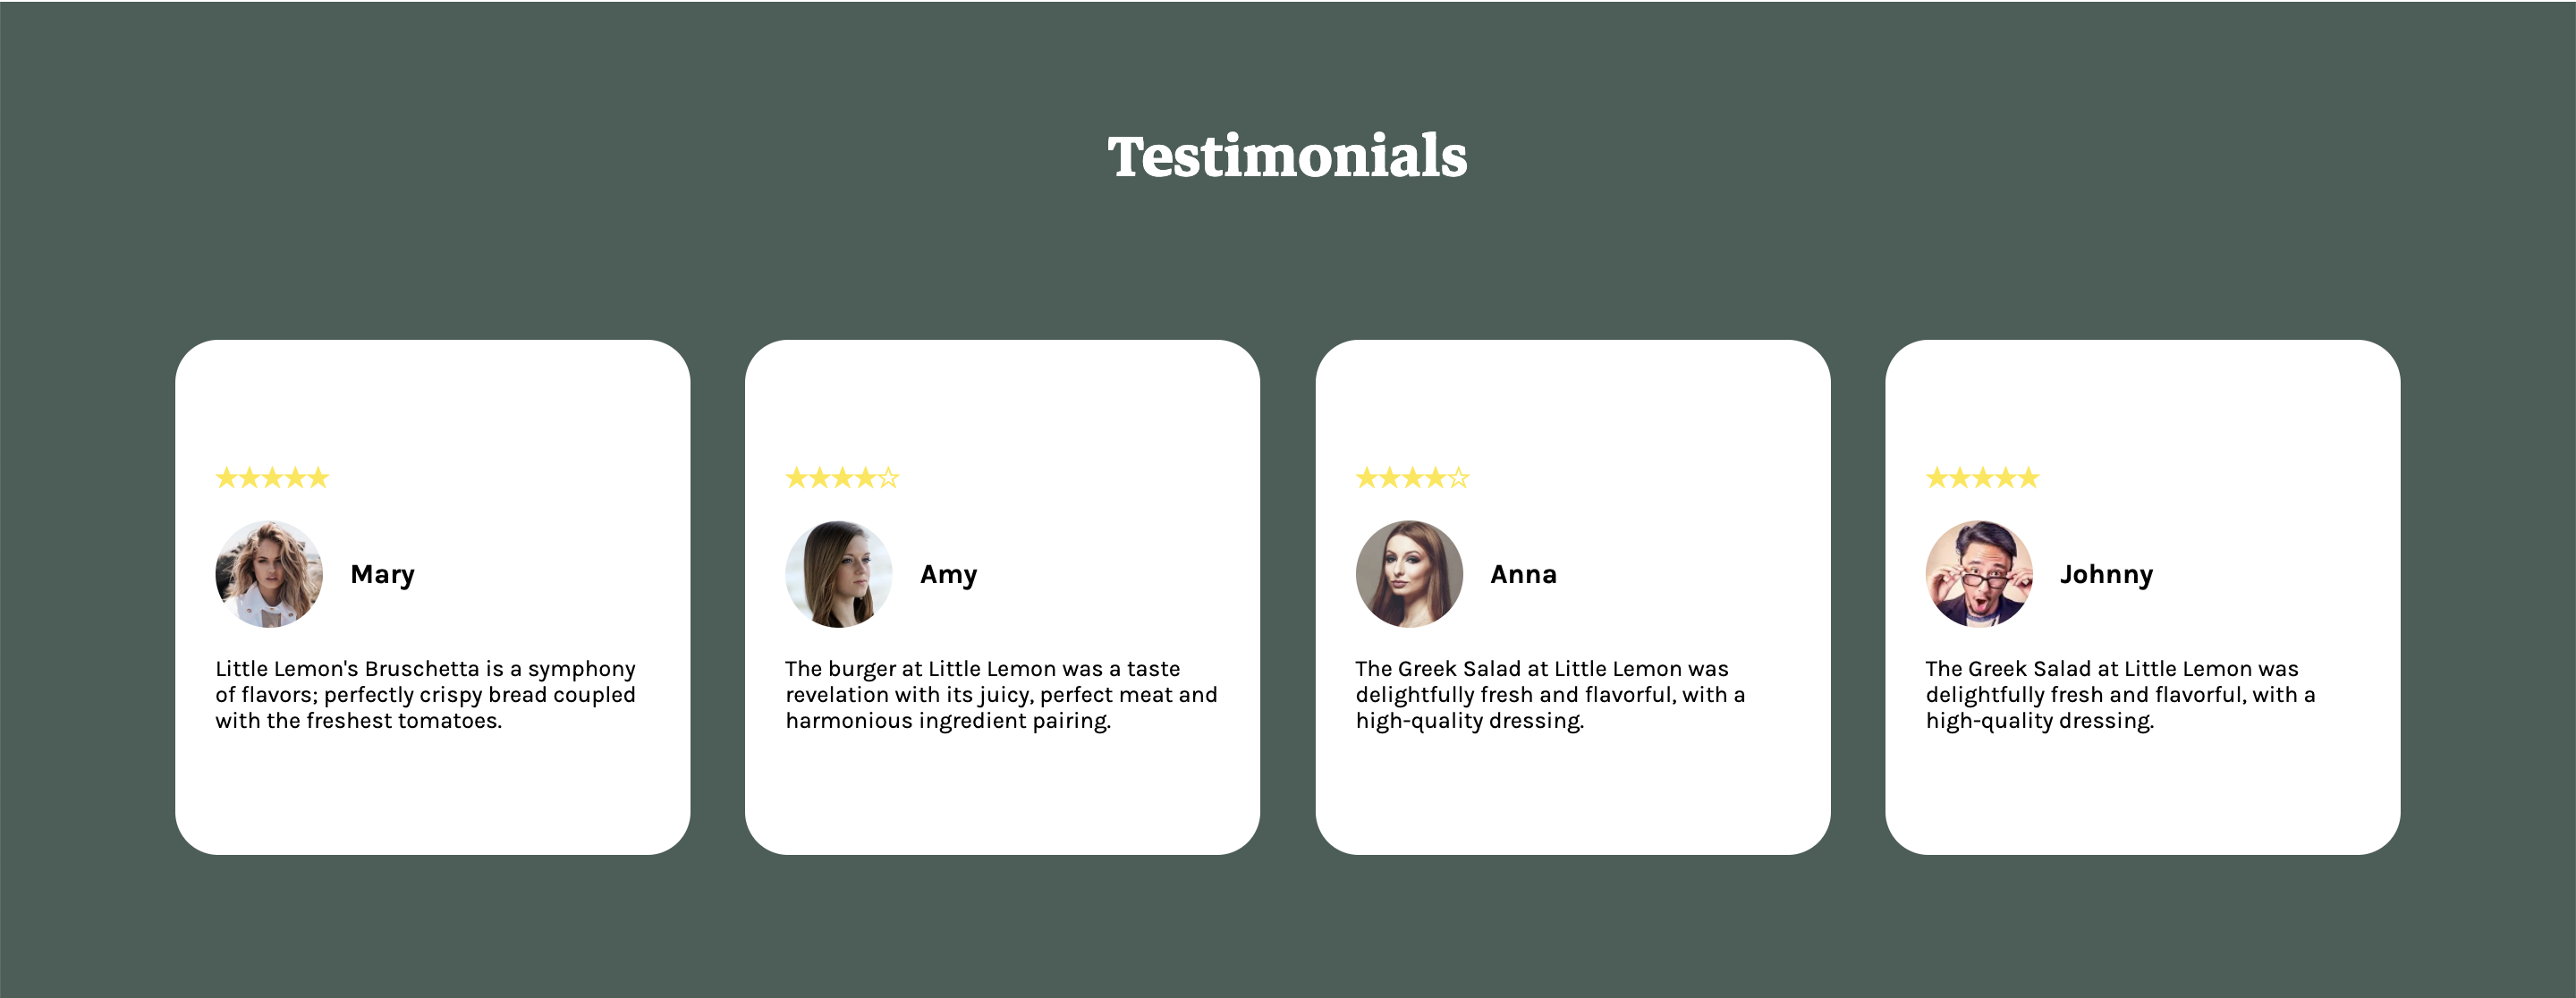 Testimonials
★★★★★
Mary
Little Lemon's Bruschetta is a symphony
of flavors; perfectly crispy bread coupled
with the freshest tomatoes.
★★★★☆
Amy
The burger at Little Lemon was a taste
revelation with its juicy, perfect meat and
harmonious ingredient pairing.
★★★★☆
Anna
The Greek Salad at Little Lemon was
delightfully fresh and flavorful, with a
high-quality dressing.
★★★★★
Johnny
The Greek Salad at Little Lemon was
delightfully fresh and flavorful, with a
high-quality dressing.